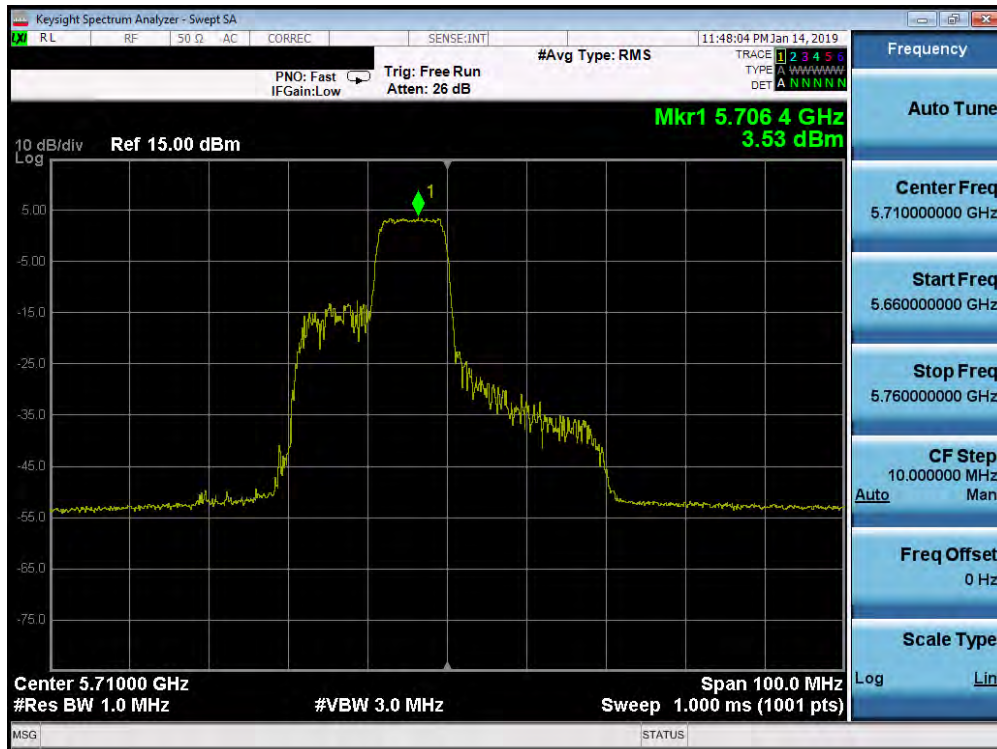 Keysight Spectrum Analyzer - Swept SA
LXI RL RF 50 Ω AC CORREC SENSE:INT 11:48:04 PM Jan 14, 2019
#Avg Type: RMS TRACE 1 2 3 4 5 6
PNO: Fast Trig: Free Run TYPE A WWWWW
IFGain:Low Atten: 26 dB DET A N N N N N
Mkr1 5.706 4 GHz
3.53 dBm
10 dB/div Ref 15.00 dBm
Log
1
5.00
-5.00
-15.0
-25.0
-35.0
-45.0
-55.0
-65.0
-75.0
Center 5.71000 GHz Span 100.0 MHz
#Res BW 1.0 MHz #VBW 3.0 MHz Sweep 1.000 ms (1001 pts)
MSG STATUS
Frequency
Auto Tune
Center Freq
5.710000000 GHz
Start Freq
5.660000000 GHz
Stop Freq
5.760000000 GHz
CF Step
10.000000 MHz
Auto Man
Freq Offset
0 Hz
Scale Type
Log Lin